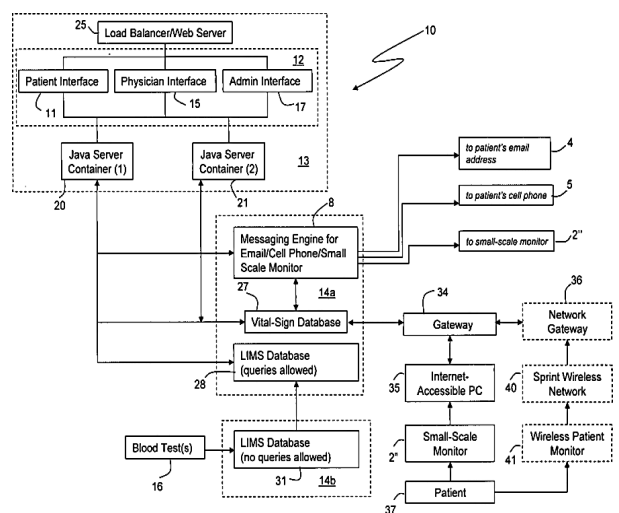 25
Load Balancer/Web Server
10
12
Patient Interface
Physician Interface
Admin Interface
11
15
17
Java Server
Container (1)
Java Server
Container (2)
13
20
21
to patient's email
address
4
to patient's cell phone
5
to small-scale monitor
2"
8
Messaging Engine for
Email/Cell Phone/Small
Scale Monitor
14a
27
Vital-Sign Database
LIMS Database
(queries allowed)
28
34
Gateway
36
Network
Gateway
35
Internet-
Accessible PC
40
Sprint Wireless
Network
2"
Small-Scale
Monitor
41
Wireless Patient
Monitor
37
Patient
Blood Test(s)
16
LIMS Database
(no queries allowed)
31
14b